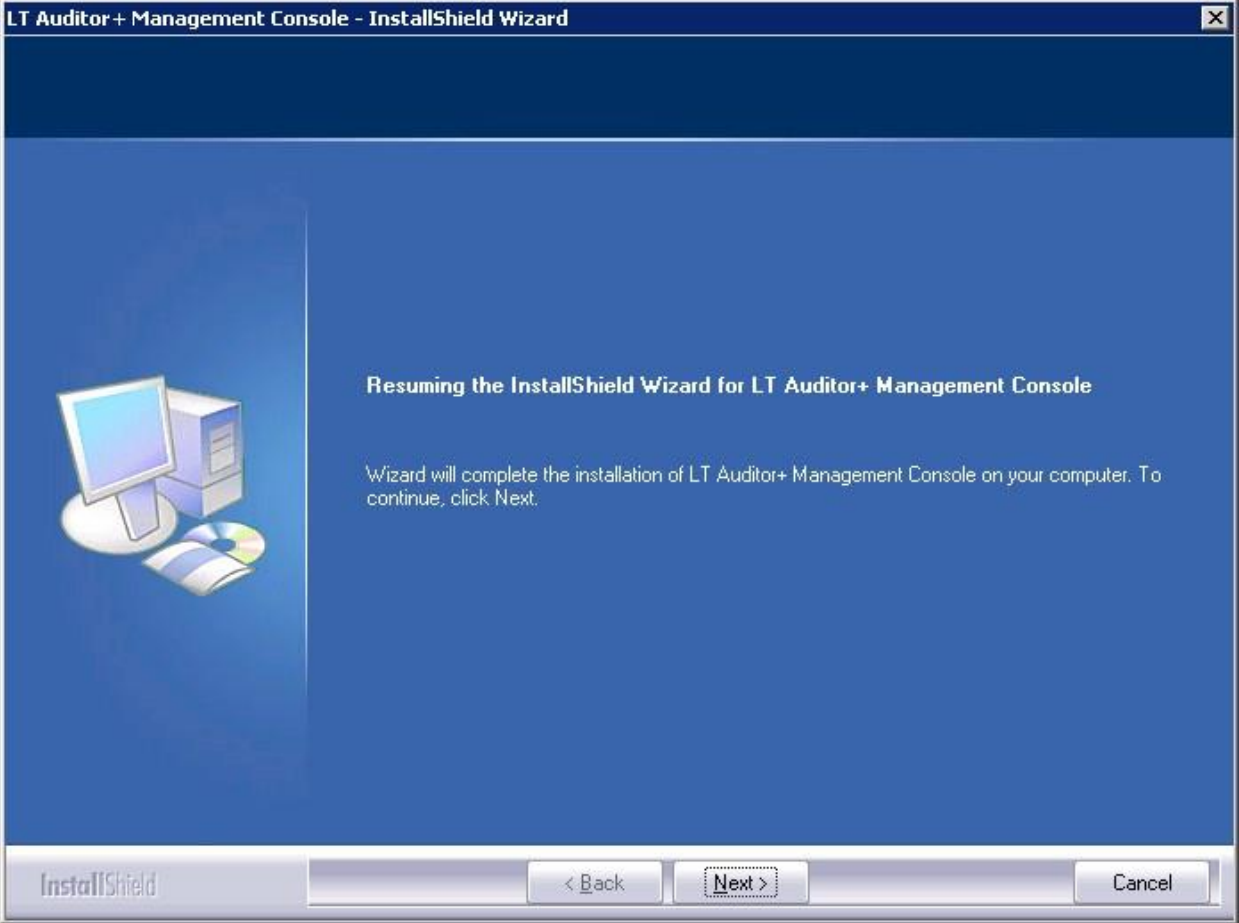 LT Auditor+ Management Console - InstallShield Wizard
Resuming the InstallShield Wizard for LT Auditor+ Management Console
Wizard will complete the installation of LT Auditor+ Management Console on your computer. To
continue, click Next.
InstallShield
< Back
Next >
Cancel